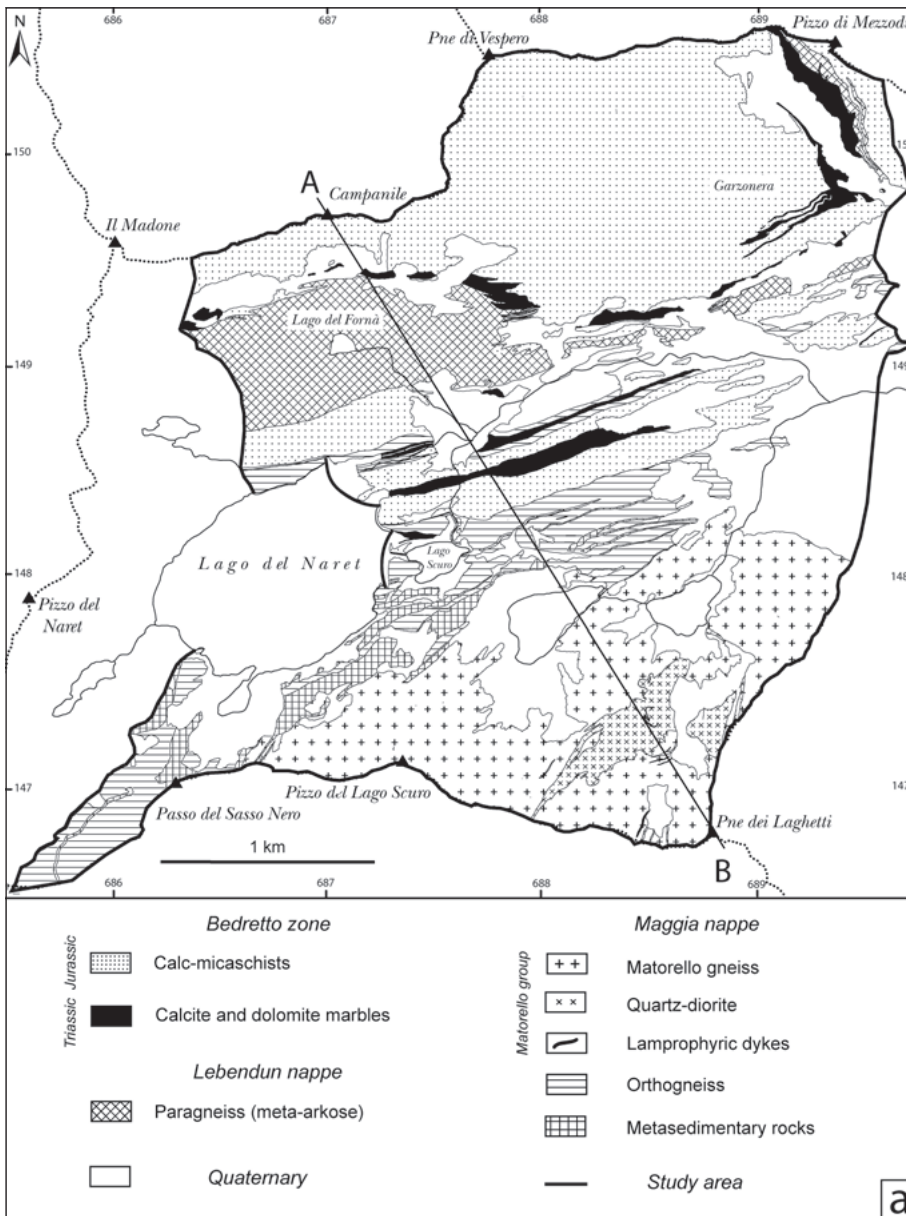 N
686
687
688
689
Pne di Vespero
Pizzo di Mezzodì
150
15
A
Campanile
Garzonera
Il Madone
Lago del Fornà
149
149
Lago del Naret
Lago
Scuro
148
148
Pizzo del
Naret
147
147
Passo del Sasso Nero
Pizzo del Lago Scuro
Pne dei Laghetti
1 km
B
686
687
688
689
Bedretto zone
Jurassic
Calc-micaschists
Triassic
Calcite and dolomite marbles
Lebendun nappe
Paragneiss (meta-arkose)
Quaternary
Maggia nappe
Matorello group
Matorello gneiss
Quartz-diorite
Lamprophyric dykes
Orthogneiss
Metasedimentary rocks
Study area
a